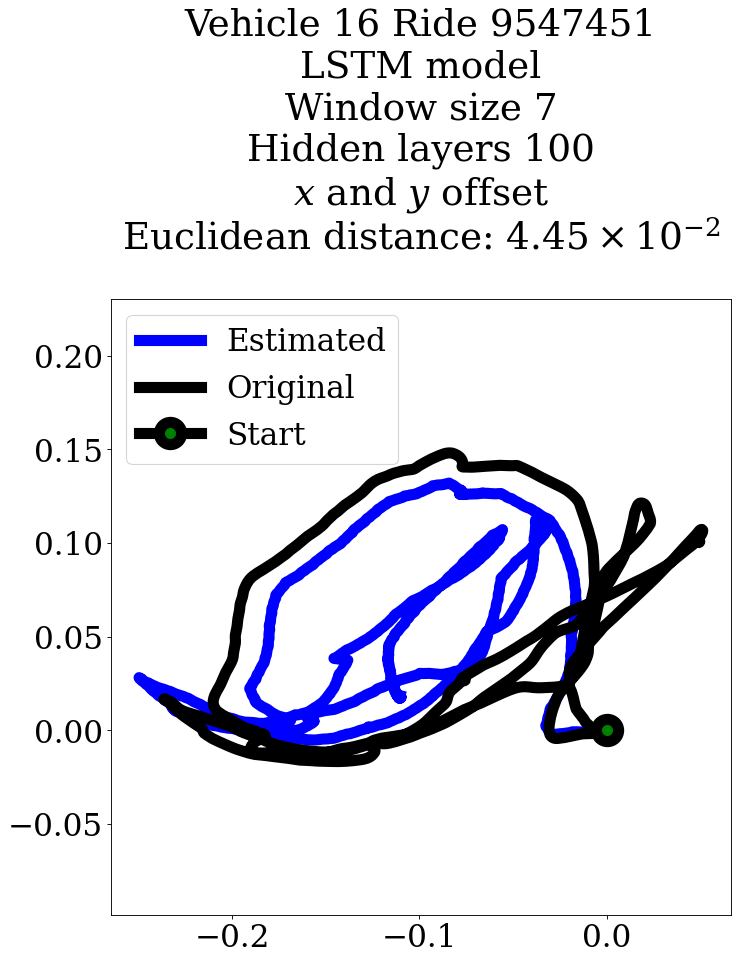 Vehicle 16 Ride 9547451
LSTM model
Window size 7
Hidden layers 100
x and y offset
Euclidean distance: 4.45 × 10⁻²
Estimated
Original
Start
0.20
0.15
0.10
0.05
0.00
−0.05
−0.2
−0.1
0.0